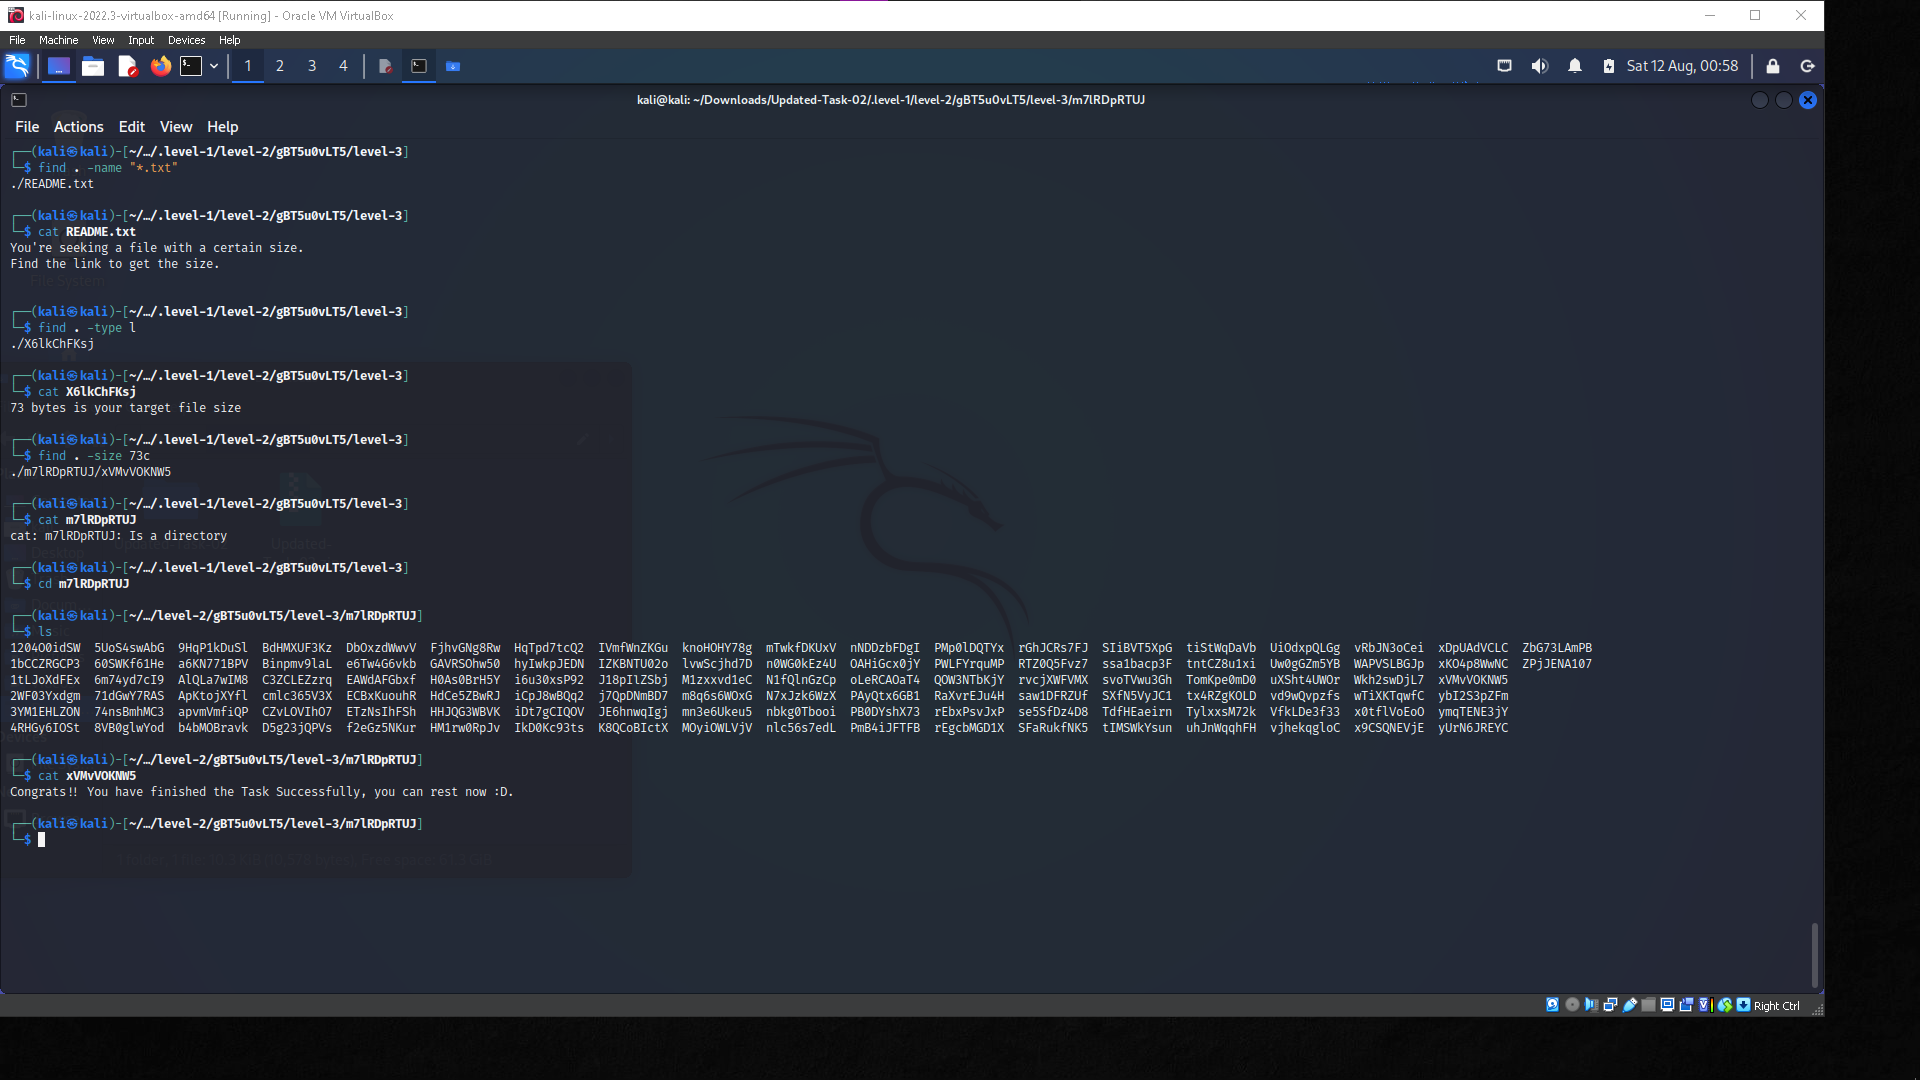 kali-linux-2022.3-virtualbox-amd64 [Running] - Oracle VM VirtualBox
File Machine View Input Devices Help
1 2 3 4 Sat 12 Aug, 00:58
kali@kali: ~/Downloads/Updated-Task-02/.level-1/level-2/gBT5u0vLT5/level-3/m7lRDpRTUJ
File Actions Edit View Help
┌──(kali㉿kali)-[~/…/.level-1/level-2/gBT5u0vLT5/level-3]
└─$ find . -name "*.txt"
./README.txt
┌──(kali㉿kali)-[~/…/.level-1/level-2/gBT5u0vLT5/level-3]
└─$ cat README.txt
You're seeking a file with a certain size.
Find the link to get the size.
File System
┌──(kali㉿kali)-[~/…/.level-1/level-2/gBT5u0vLT5/level-3]
└─$ find . -type l
./X6lkChFKsj
┌──(kali㉿kali)-[~/…/.level-1/level-2/gBT5u0vLT5/level-3]
└─$ cat X6lkChFKsj
73 bytes is your target file size
┌──(kali㉿kali)-[~/…/.level-1/level-2/gBT5u0vLT5/level-3]
└─$ find . -size 73c
./m7lRDpRTUJ/xVMvVOKNW5
┌──(kali㉿kali)-[~/…/.level-1/level-2/gBT5u0vLT5/level-3]
└─$ cat m7lRDpRTUJ
cat: m7lRDpRTUJ: Is a directory
┌──(kali㉿kali)-[~/…/.level-1/level-2/gBT5u0vLT5/level-3]
└─$ cd m7lRDpRTUJ
┌──(kali㉿kali)-[~/…/level-2/gBT5u0vLT5/level-3/m7lRDpRTUJ]
└─$ ls
1204O0idSW 5UoS4swAbG 9HqP1kDuSl BdHMXUF3Kz DbOxzdWwvV FjhvGNg8Rw HqTpd7tcQ2 IVmfWnZKGu knoHOHY78g mTwkfDKUxV nNDDzbFDgI PMp0lDQTYx rGhJCRs7FJ SIiBVT5XpG tiStWqDaVb UiOdxpQLGg vRbJN3oCei xDpUAdVCLC ZbG73LAmPB
1bCCZRGCP3 60SWKf61He a6KN771BPV Binpmv9laL e6Tw4G6vkb GAVRSOhw50 hyIwkpJEDN IZKBNTU02o lvwScjhd7D n0WG0kEz4U OAHiGcx0jY PWLFYrquMP RTZ0Q5Fvz7 ssa1bacp3F tntCZ8u1xi Uw0gGZm5YB WAPVSLBGJp xKO4p8WwNC ZPjJENA107
1tLJoXdFEx 6m74yd7cI9 AlQLa7wIM8 C3ZCLEZzrq EAWdAFGbxf H0As0BrH5Y i6u30xsP92 J18pIlZSbj M1zxxvd1eC N1fQlnGzCp oLeRCAOaT4 QOW3NTbKjY rvcjXWFVMX svoTVwu3Gh TomKpe0mD0 uXSht4UWOr Wkh2swDjL7 xVMvVOKNW5
2WF03Yxdgm 71dGwY7RAS ApKtojXYfl cmlc365V3X ECBxKuouhR HdCe5ZBwRJ iCpJ8wBQq2 j7QpDNmBD7 m8q6s6WOxG N7xJzk6WzX PAyQtx6GB1 RaXvrEJu4H saw1DFRZUf SXfN5VyJC1 tx4RZgKOLD vd9wQvpzfs wTiXKTqwfC ybI2S3pZFm
3YM1EHLZON 74nsBmhMC3 apvmVmfiQP CZvLOVIhO7 ETzNsIhFSh HHJQG3WBVK iDt7gCIQOV JE6hnwqIgj mn3e6Ukeu5 nbkg0Tbooi PB0DYshX73 rEbxPsvJxP se5SfDz4D8 TdfHEaeirn TylxxsM72k VfkLDe3f33 x0tflVoEoO ymqTENE3jY
4RHGy6IOSt 8VB0glwYod b4bMOBravk D5g23jQPVs f2eGz5NKur HM1rw0RpJv IkD0Kc93ts K8QCoBIctX MOyiOWLVjV nlc56s7edL PmB4iJFTFB rEgcbMGD1X SFaRukfNK5 tIMSWkYsun uhJnWqqhFH vjhekqgloC x9CSQNEVjE yUrN6JREYC
┌──(kali㉿kali)-[~/…/level-2/gBT5u0vLT5/level-3/m7lRDpRTUJ]
└─$ cat xVMvVOKNW5
Congrats!! You have finished the Task Successfully, you can rest now :D.
┌──(kali㉿kali)-[~/…/level-2/gBT5u0vLT5/level-3/m7lRDpRTUJ]
└─$
Right Ctrl